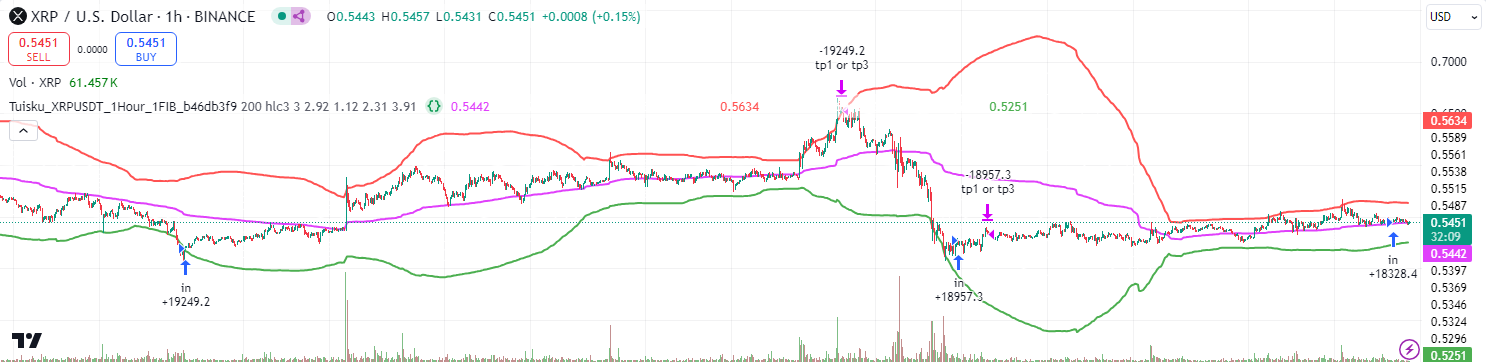 XRP / U.S. Dollar · 1h · BINANCE O0.5443 H0.5457 L0.5431 C0.5451 +0.0008 (+0.15%)
USD
0.5451
SELL
0.0000
0.5451
BUY
Vol · XRP 61.457K
Tuisku_XRPUSDT_1Hour_1FIB_b46db3f9 200 hlc3 3 2.92 1.12 2.31 3.91 {} 0.5442 0.5634 0.5251
-19249.2
tp1 or tp3
-18957.3
tp1 or tp3
in
+19249.2
in
+18957.3
in
+18328.4
0.7000
0.5634
0.5589
0.5561
0.5538
0.5515
0.5487
0.5451
32:09
0.5442
0.5397
0.5369
0.5346
0.5324
0.5296
0.5251